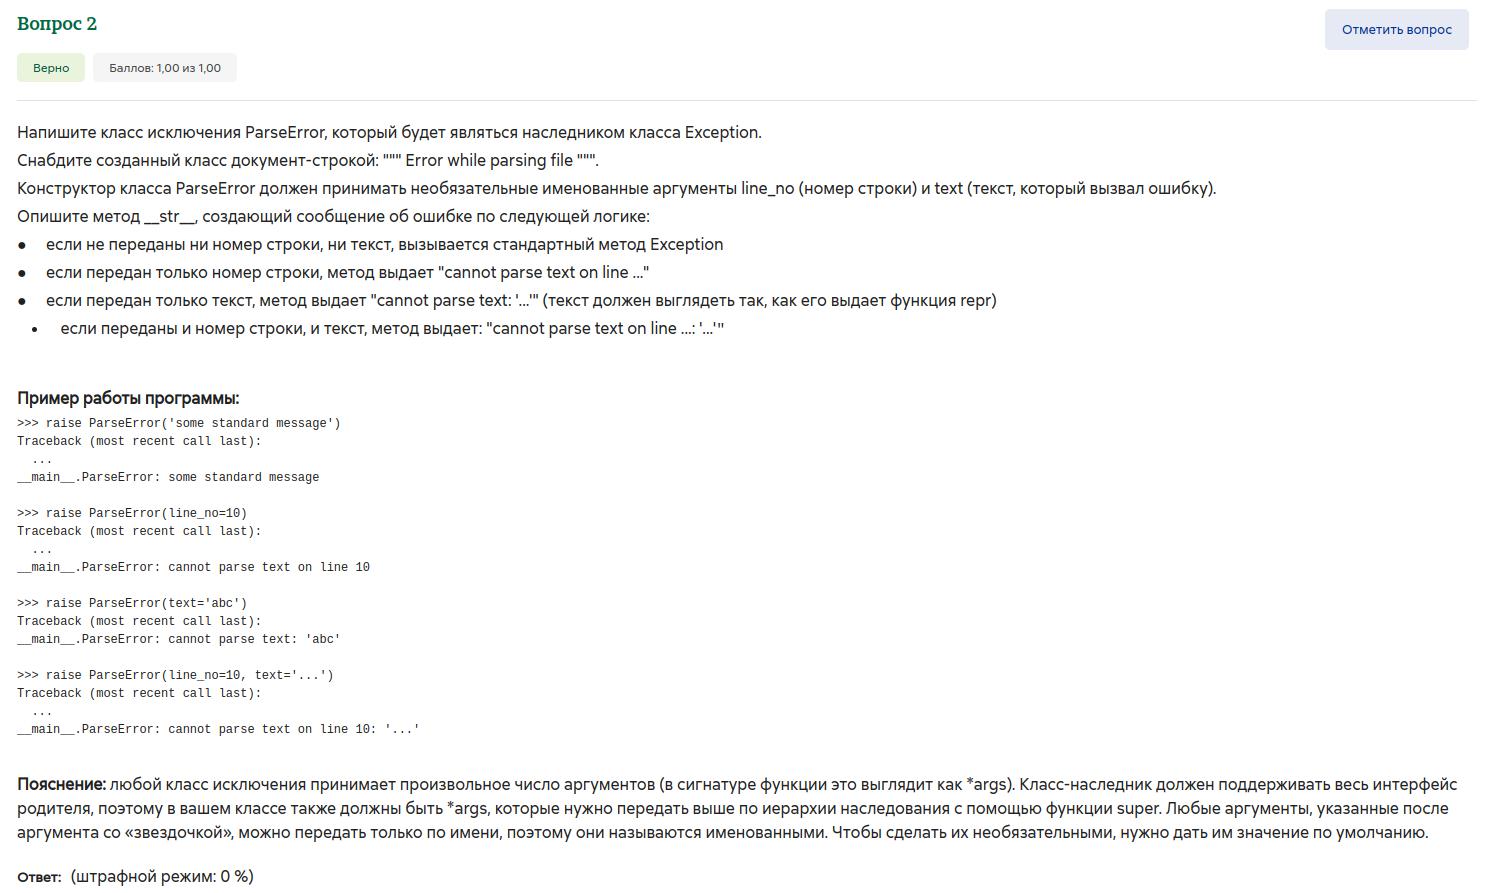 Вопрос 2
Отметить вопрос
Верно
Баллов: 1,00 из 1,00
Напишите класс исключения ParseError, который будет являться наследником класса Exception.
Снабдите созданный класс документ-строкой: """ Error while parsing file """.
Конструктор класса ParseError должен принимать необязательные именованные аргументы line_no (номер строки) и text (текст, который вызвал ошибку).
Опишите метод __str__, создающий сообщение об ошибке по следующей логике:
● если не переданы ни номер строки, ни текст, вызывается стандартный метод Exception
● если передан только номер строки, метод выдает "cannot parse text on line ..."
● если передан только текст, метод выдает "cannot parse text: '...'" (текст должен выглядеть так, как его выдает функция repr)
• если переданы и номер строки, и текст, метод выдает: "cannot parse text on line ...: '...'"
Пример работы программы:
>>> raise ParseError('some standard message')
Traceback (most recent call last):
  ...
__main__.ParseError: some standard message
>>> raise ParseError(line_no=10)
Traceback (most recent call last):
  ...
__main__.ParseError: cannot parse text on line 10
>>> raise ParseError(text='abc')
Traceback (most recent call last):
__main__.ParseError: cannot parse text: 'abc'
>>> raise ParseError(line_no=10, text='...')
Traceback (most recent call last):
  ...
__main__.ParseError: cannot parse text on line 10: '...'
Пояснение: любой класс исключения принимает произвольное число аргументов (в сигнатуре функции это выглядит как *args). Класс-наследник должен поддерживать весь интерфейс
родителя, поэтому в вашем классе также должны быть *args, которые нужно передать выше по иерархии наследования с помощью функции super. Любые аргументы, указанные после
аргумента со «звездочкой», можно передать только по имени, поэтому они называются именованными. Чтобы сделать их необязательными, нужно дать им значение по умолчанию.
Ответ: (штрафной режим: 0 %)